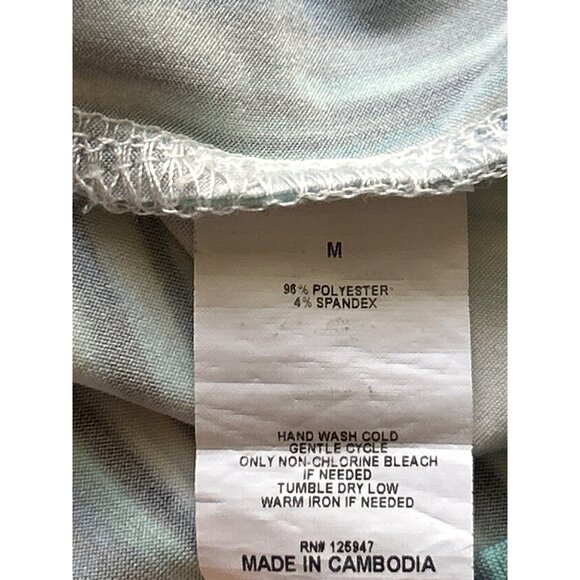 M
96% POLYESTER
4% SPANDEX
HAND WASH COLD
GENTLE CYCLE
ONLY NON-CHLORINE BLEACH
IF NEEDED
TUMBLE DRY LOW
WARM IRON IF NEEDED
RN# 125947
MADE IN CAMBODIA